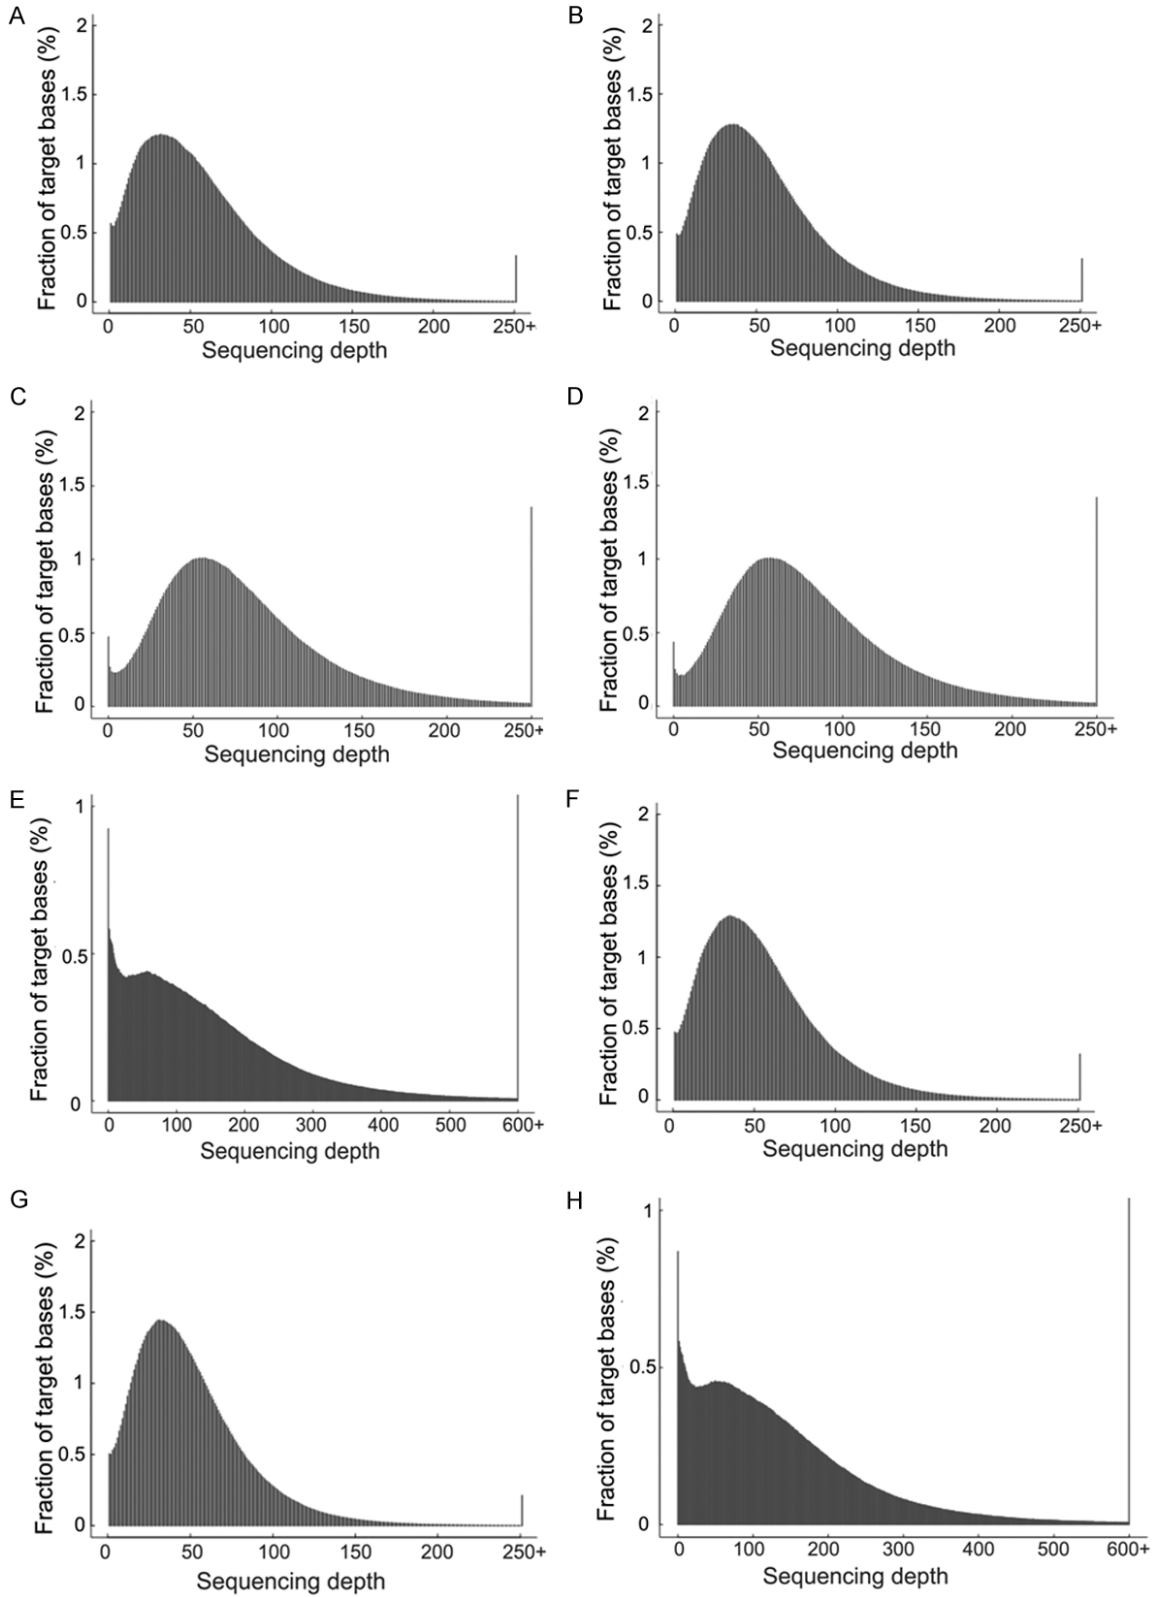 A
Fraction of target bases (%)
2
1.5
1
0.5
0
0 50 100 150 200 250+
Sequencing depth
B
Fraction of target bases (%)
2
1.5
1
0.5
0
0 50 100 150 200 250+
Sequencing depth
C
Fraction of target bases (%)
2
1.5
1
0.5
0
0 50 100 150 200 250+
Sequencing depth
D
Fraction of target bases (%)
2
1.5
1
0.5
0
0 50 100 150 200 250+
Sequencing depth
E
Fraction of target bases (%)
1
0.5
0
0 100 200 300 400 500 600+
Sequencing depth
F
Fraction of target bases (%)
2
1.5
1
0.5
0
0 50 100 150 200 250+
Sequencing depth
G
Fraction of target bases (%)
2
1.5
1
0.5
0
0 50 100 150 200 250+
Sequencing depth
H
Fraction of target bases (%)
1
0.5
0
0 100 200 300 400 500 600+
Sequencing depth